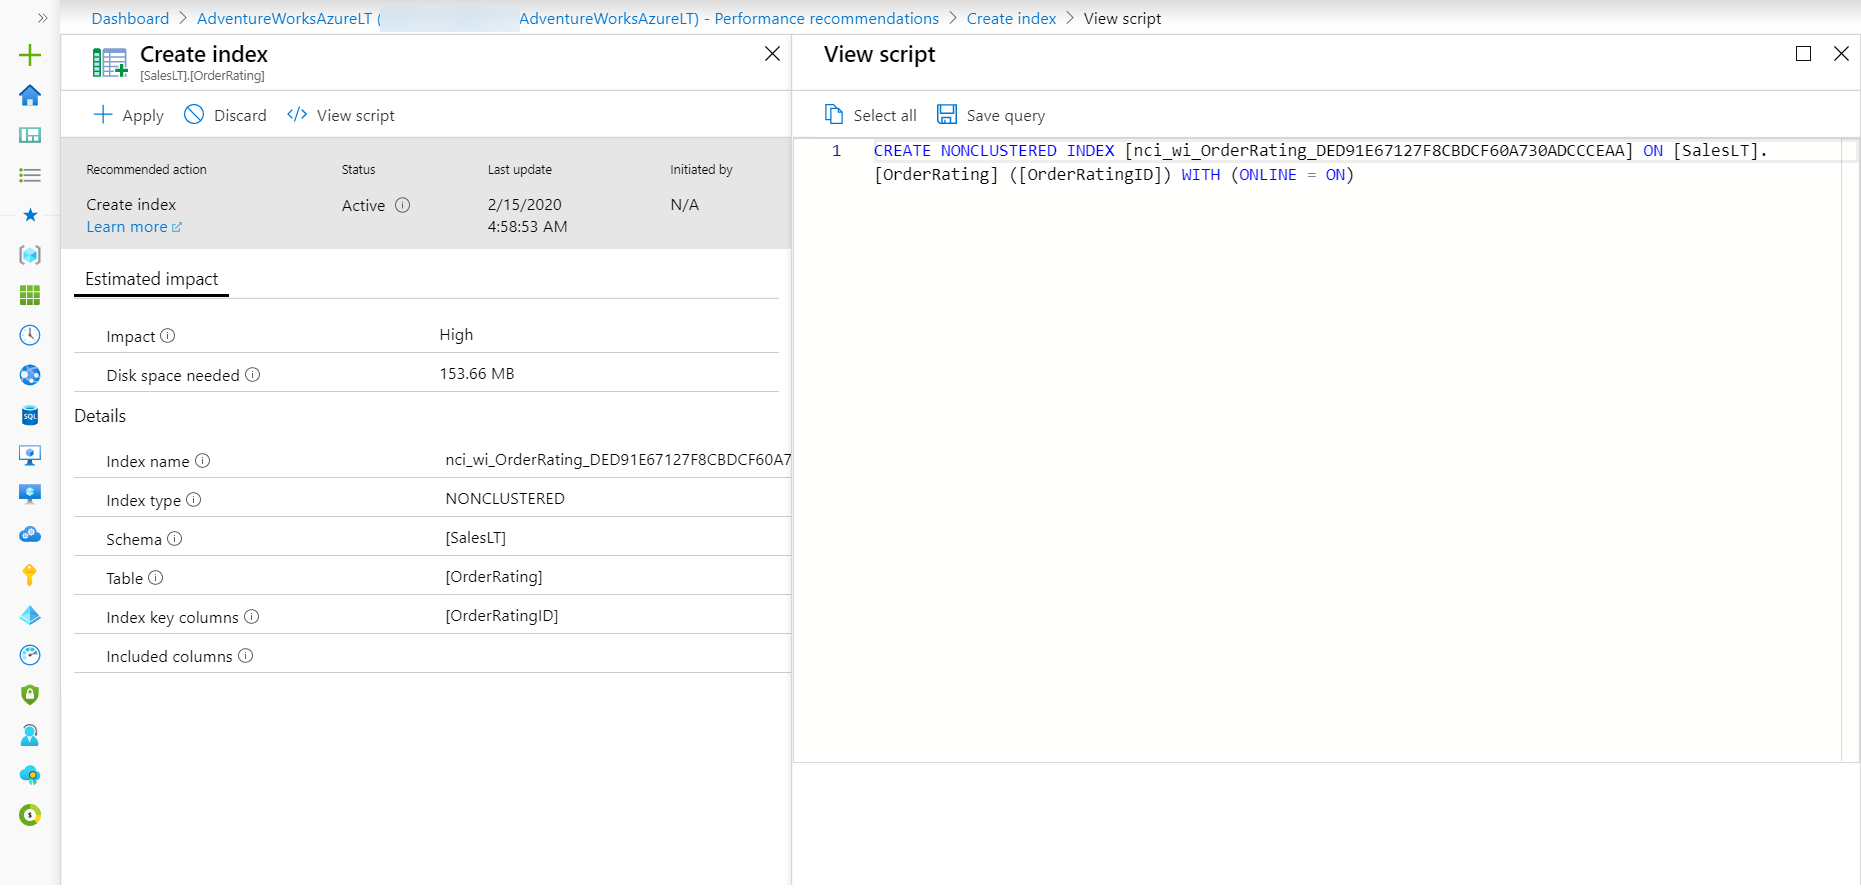 Dashboard > AdventureWorksAzureLT ( AdventureWorksAzureLT) - Performance recommendations > Create index > View script
Create index
[SalesLT].[OrderRating]
Apply Discard View script
Recommended action Status Last update Initiated by
Create index Active 2/15/2020 N/A
Learn more 4:58:53 AM
Estimated impact
Impact High
Disk space needed 153.66 MB
Details
Index name nci_wi_OrderRating_DED91E67127F8CBDCF60A7
Index type NONCLUSTERED
Schema [SalesLT]
Table [OrderRating]
Index key columns [OrderRatingID]
Included columns
View script
Select all Save query
1 CREATE NONCLUSTERED INDEX [nci_wi_OrderRating_DED91E67127F8CBDCF60A730ADCCCEAA] ON [SalesLT].
[OrderRating] ([OrderRatingID]) WITH (ONLINE = ON)
SQL